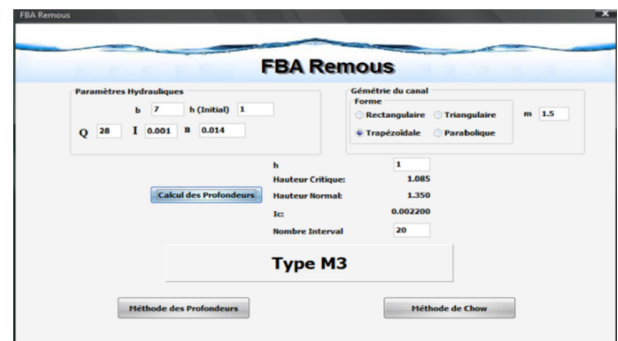 FBA Remous
FBA Remous
Paramètres Hydrauliques
b 7 h (Initial) 1
Q 28 I 0.001 n 0.014
Gémétrie du canal
Forme
Rectangulaire Triangulaire
Trapézoïdale Parabolique
m 1.5
h 1
Hauteur Critique: 1.085
Calcul des Profondeurs
Hauteur Normal: 1.350
Ic: 0.002200
Nombre Interval 20
Type M3
Méthode des Profondeurs
Méthode de Chow